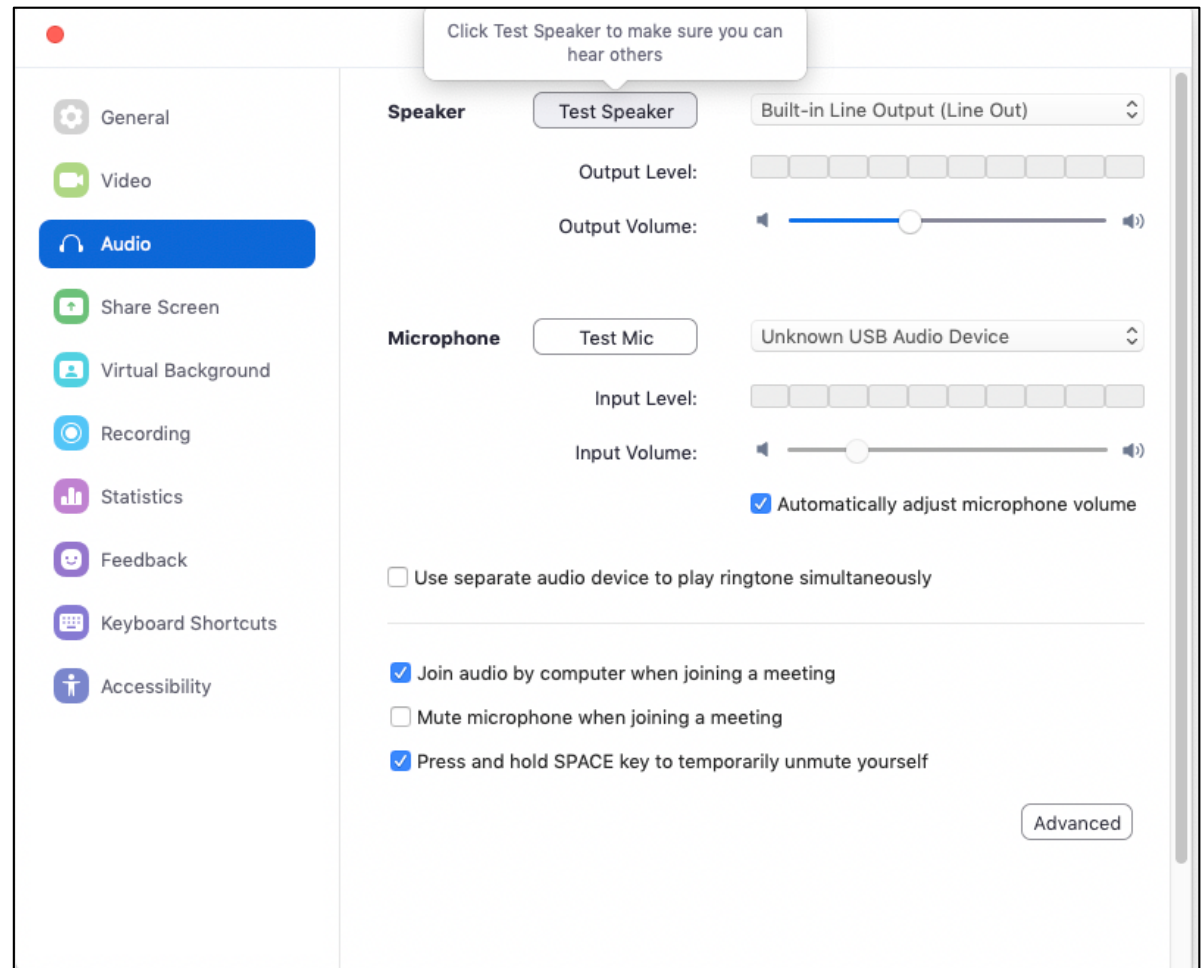 Click Test Speaker to make sure you can
hear others
General
Video
Audio
Share Screen
Virtual Background
Recording
Statistics
Feedback
Keyboard Shortcuts
Accessibility
Speaker
Test Speaker
Built-in Line Output (Line Out)
Output Level:
Output Volume:
Microphone
Test Mic
Unknown USB Audio Device
Input Level:
Input Volume:
Automatically adjust microphone volume
Use separate audio device to play ringtone simultaneously
Join audio by computer when joining a meeting
Mute microphone when joining a meeting
Press and hold SPACE key to temporarily unmute yourself
Advanced